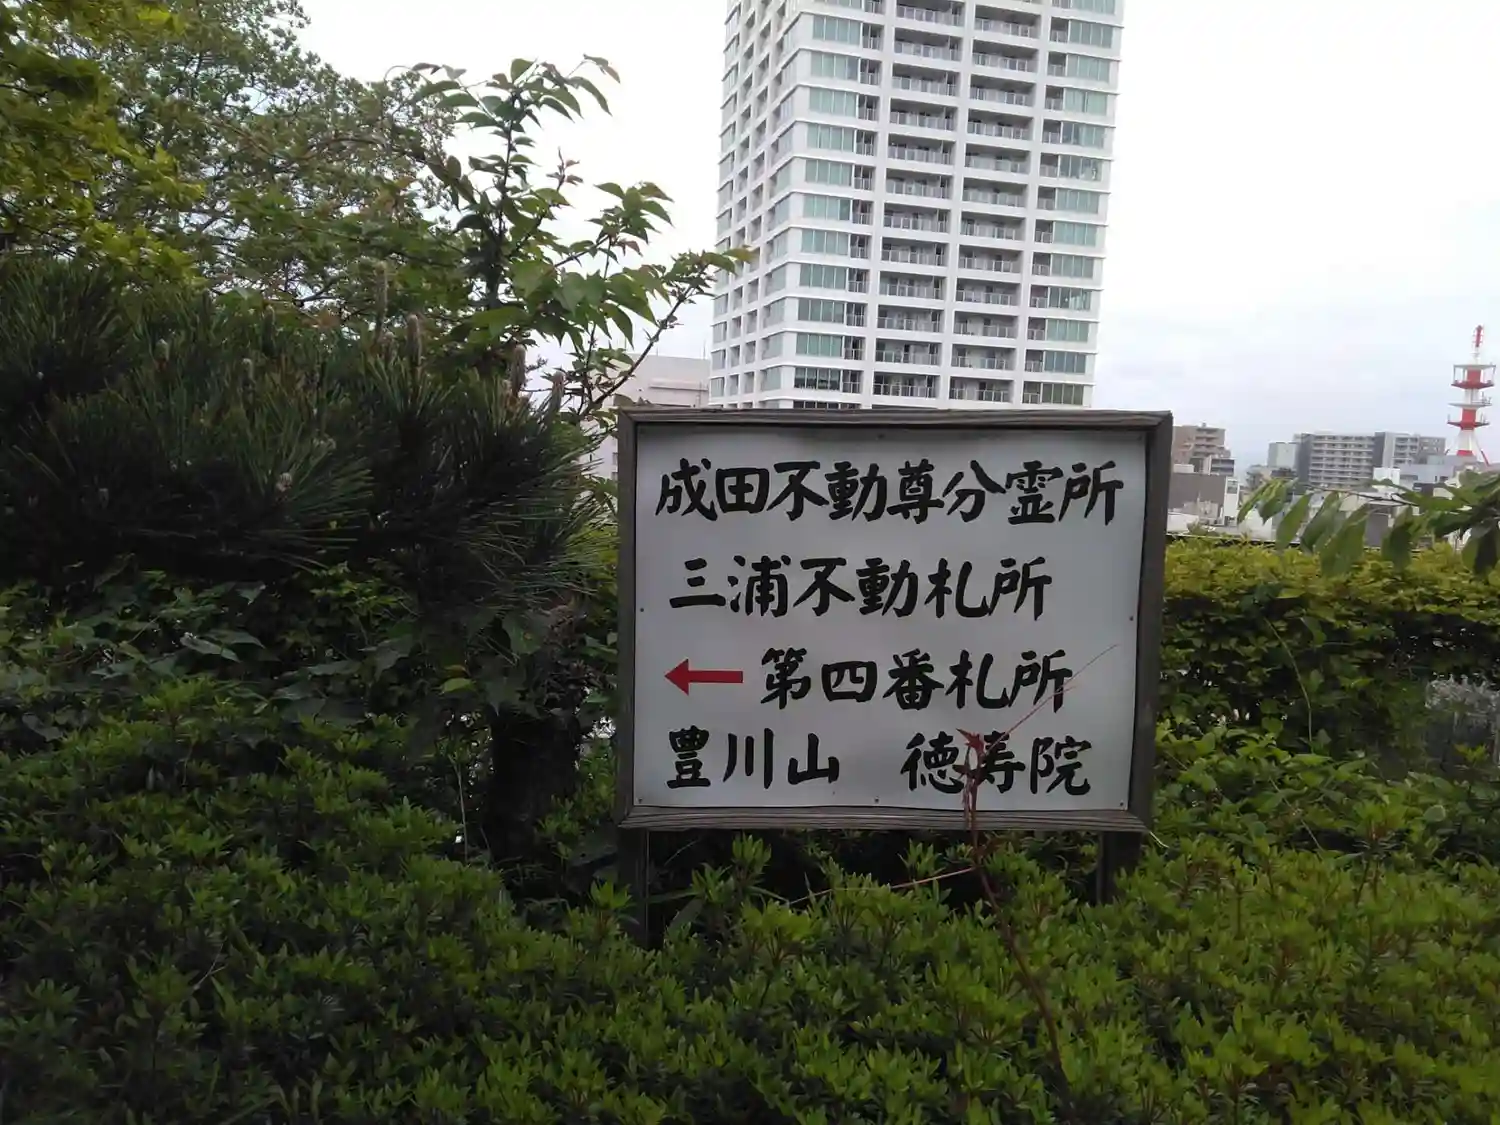 成田不動尊分霊所
三浦不動札所
← 第四番札所
豊川山 徳寿院